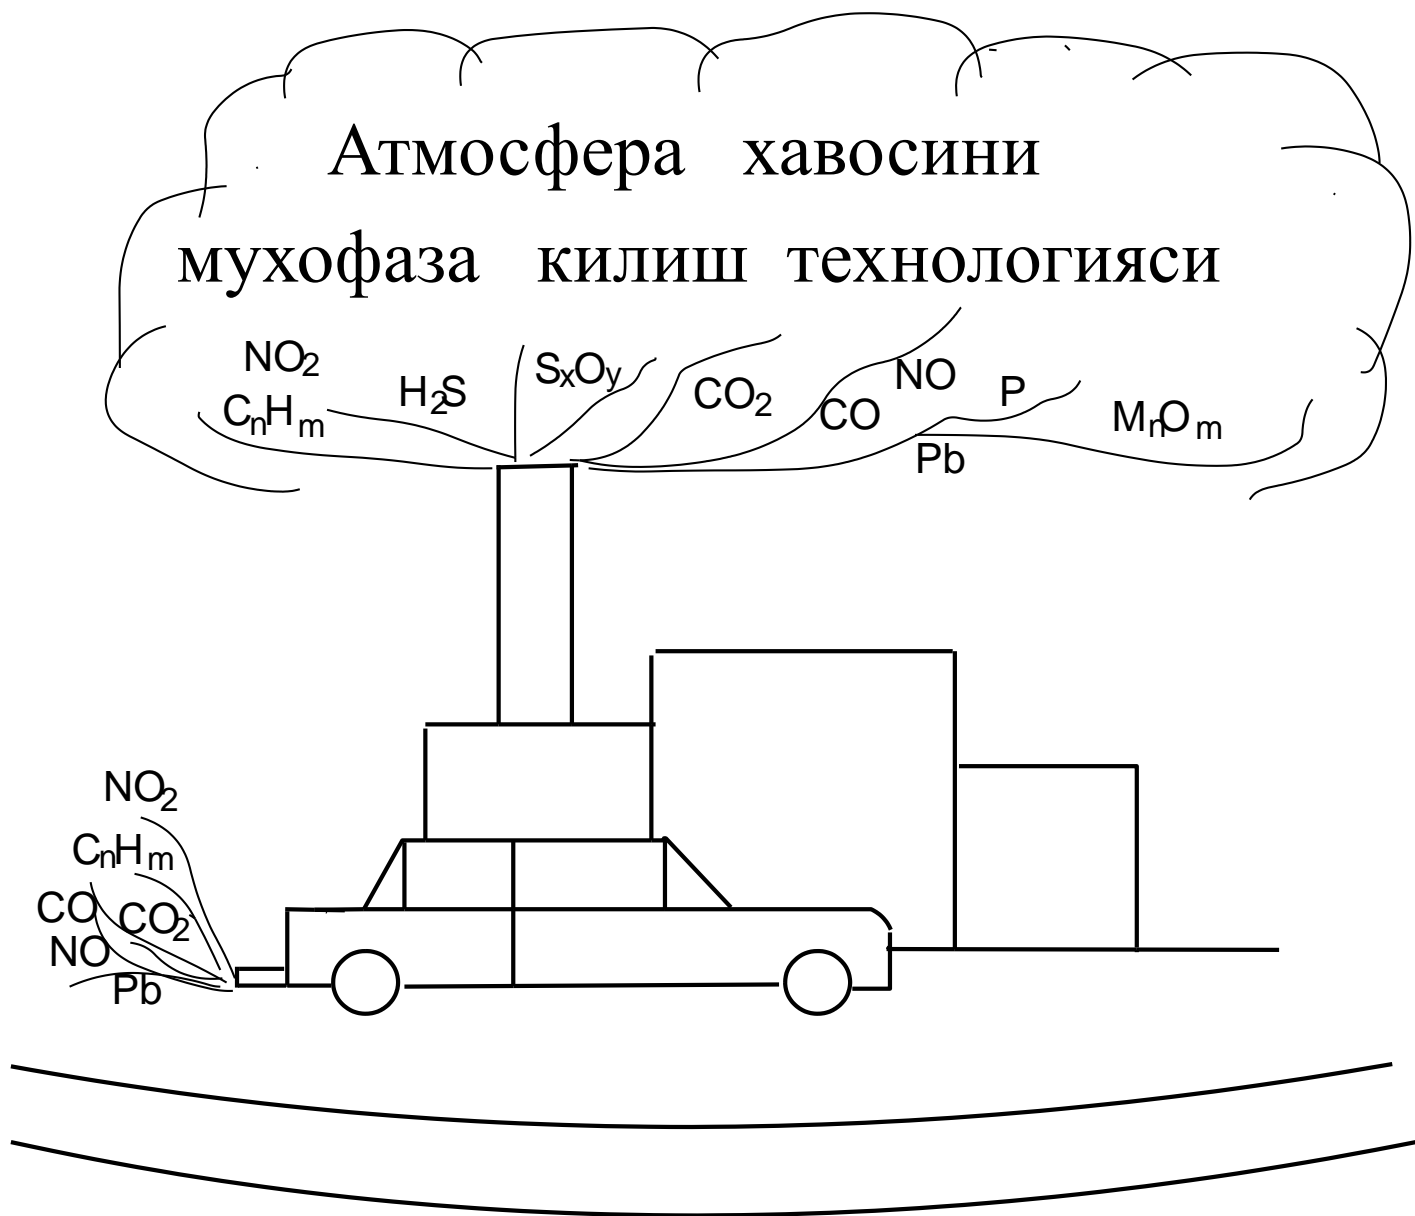 Атмосфера хавосини
мухофаза килиш технологияси
NO2
CnHm
H2S
SxOy
CO2
CO
NO
P
Pb
MnOm
NO2
CnHm
CO CO2
NO
Pb